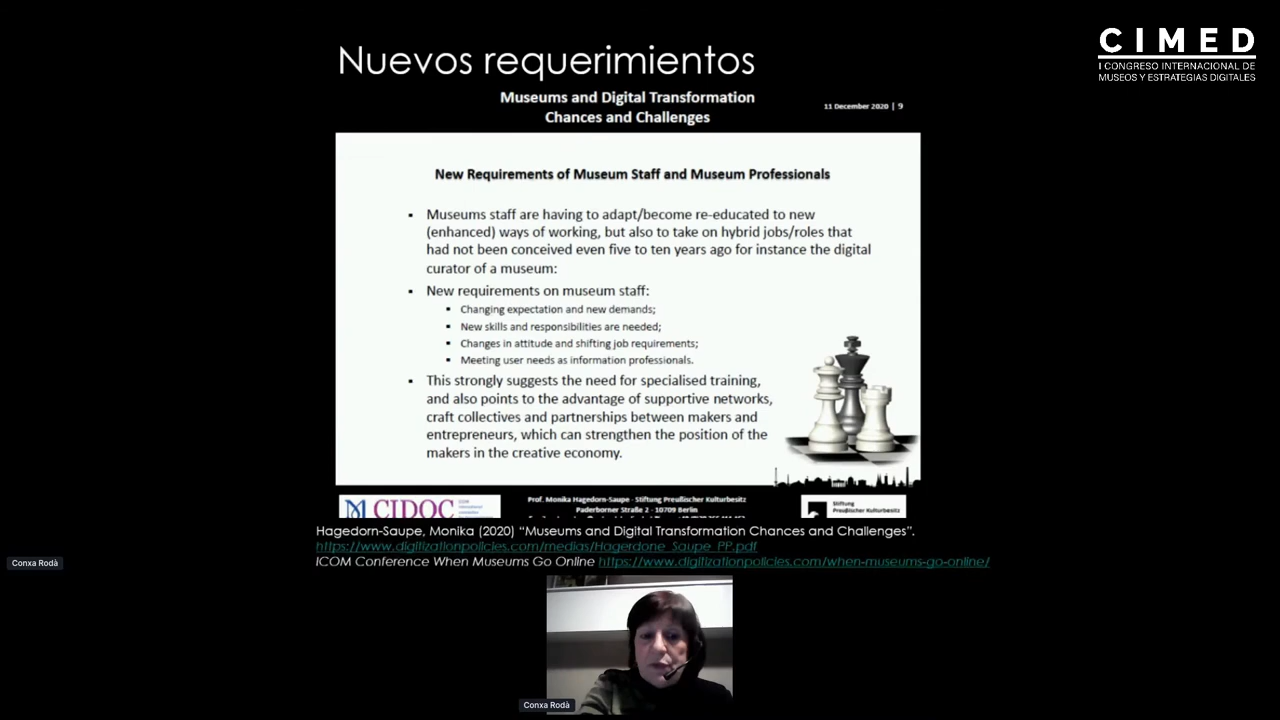 Nuevos requerimientos
CIMED
I CONGRESO INTERNACIONAL DE
MUSEOS Y ESTRATEGIAS DIGITALES
Museums and Digital Transformation
Chances and Challenges
11 December 2020 | 9
New Requirements of Museum Staff and Museum Professionals
▪ Museums staff are having to adapt/become re-educated to new
(enhanced) ways of working, but also to take on hybrid jobs/roles that
had not been conceived even five to ten years ago for instance the digital
curator of a museum:
▪ New requirements on museum staff:
▪ Changing expectation and new demands;
▪ New skills and responsibilities are needed;
▪ Changes in attitude and shifting job requirements;
▪ Meeting user needs as information professionals.
▪ This strongly suggests the need for specialised training,
and also points to the advantage of supportive networks,
craft collectives and partnerships between makers and
entrepreneurs, which can strengthen the position of the
makers in the creative economy.
CIDOC
Prof. Monika Hagedorn-Saupe - Stiftung Preußischer Kulturbesitz
Paderborner Straße 2 - 10709 Berlin
Stiftung
Preußischer Kulturbesitz
Hagedorn-Saupe, Monika (2020) “Museums and Digital Transformation Chances and Challenges”.
https://www.digitizationpolicies.com/medias/Hagerdone_Saupe_PP.pdf
ICOM Conference When Museums Go Online https://www.digitizationpolicies.com/when-museums-go-online/
Conxa Rodà
Conxa Rodà